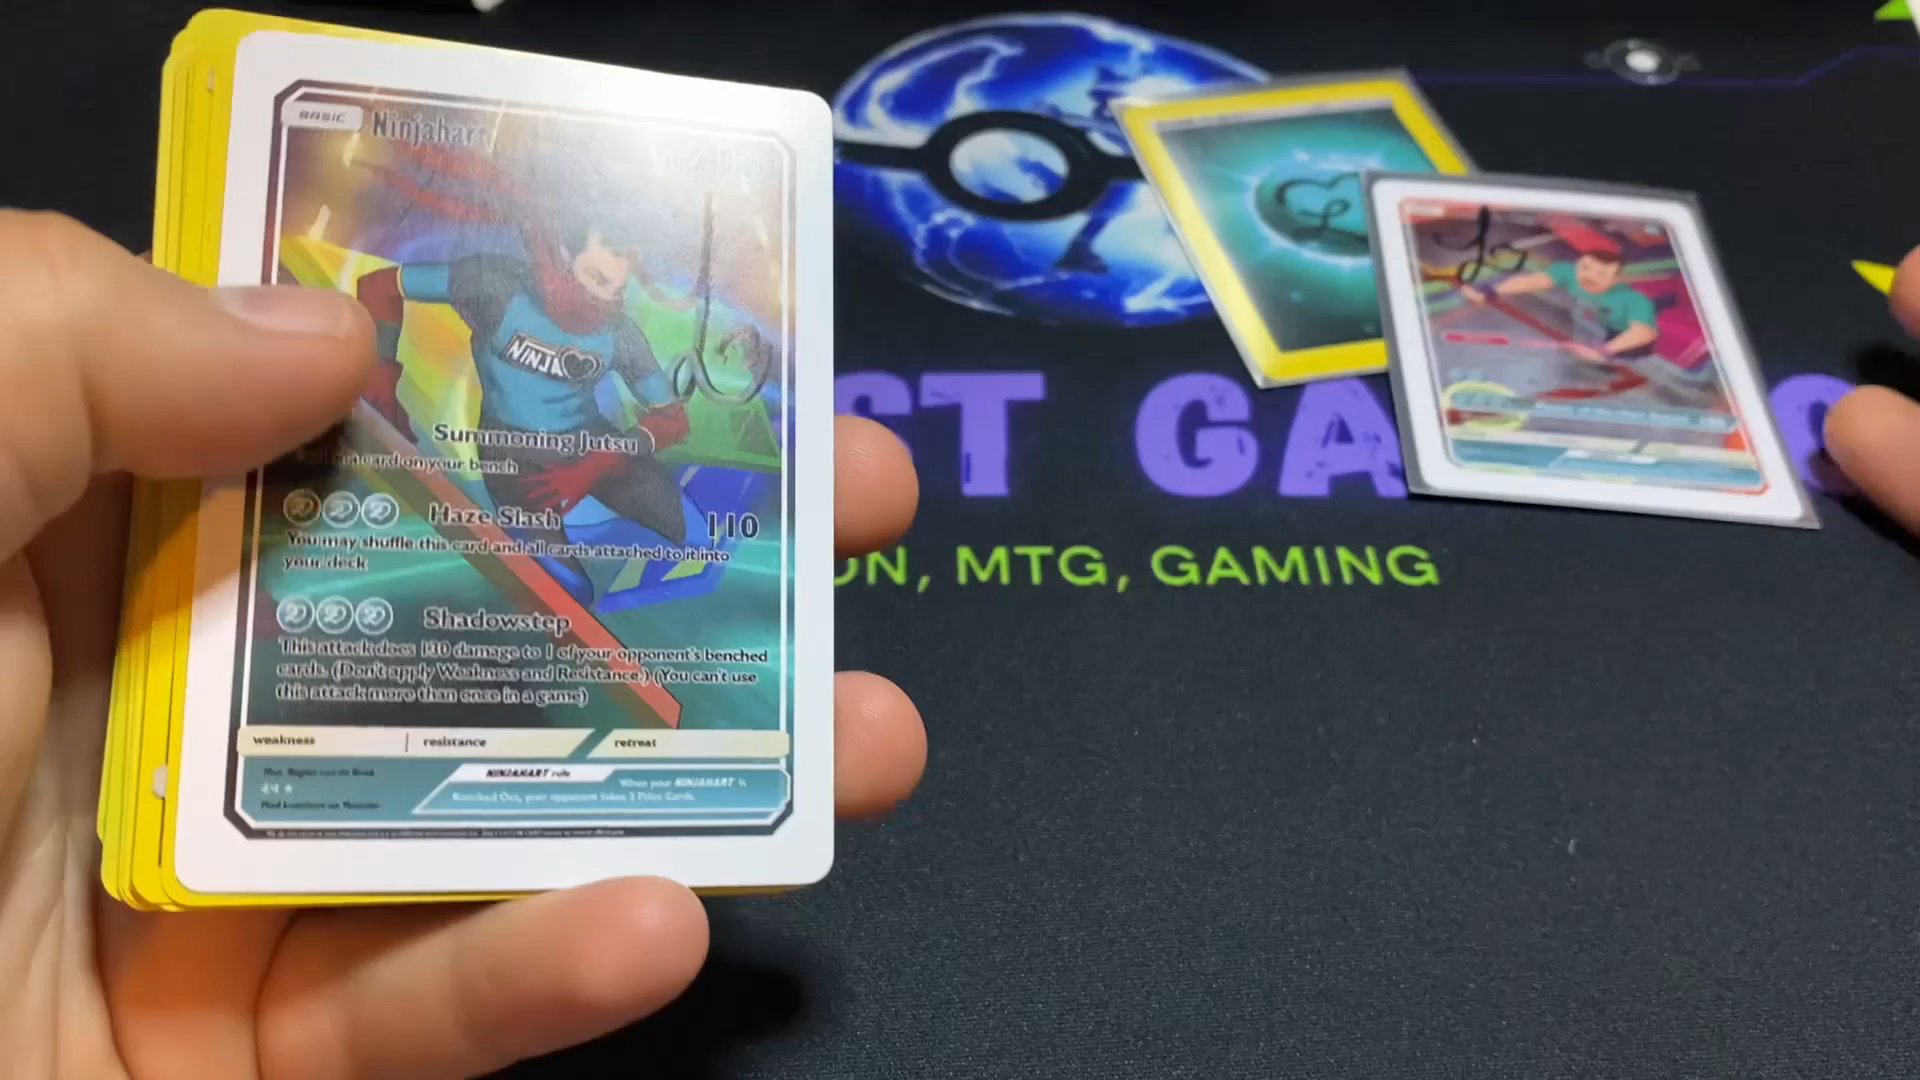 BASIC
Ninjahart
NINJA
Summoning Jutsu
card on your bench
Haze Slash
110
You may shuffle this card and all cards attached to it into
your deck
Shadowstep
This attack does 130 damage to 1 of your opponent's benched
cards. (Don't apply Weakness and Resistance.) (You can't use
this attack more than once in a game)
weakness
resistance
retreat
NINJAHART rule
When your NINJAHART is
Knocked Out, your opponent takes 3 Prize Cards.
ST GA
ON, MTG, GAMING